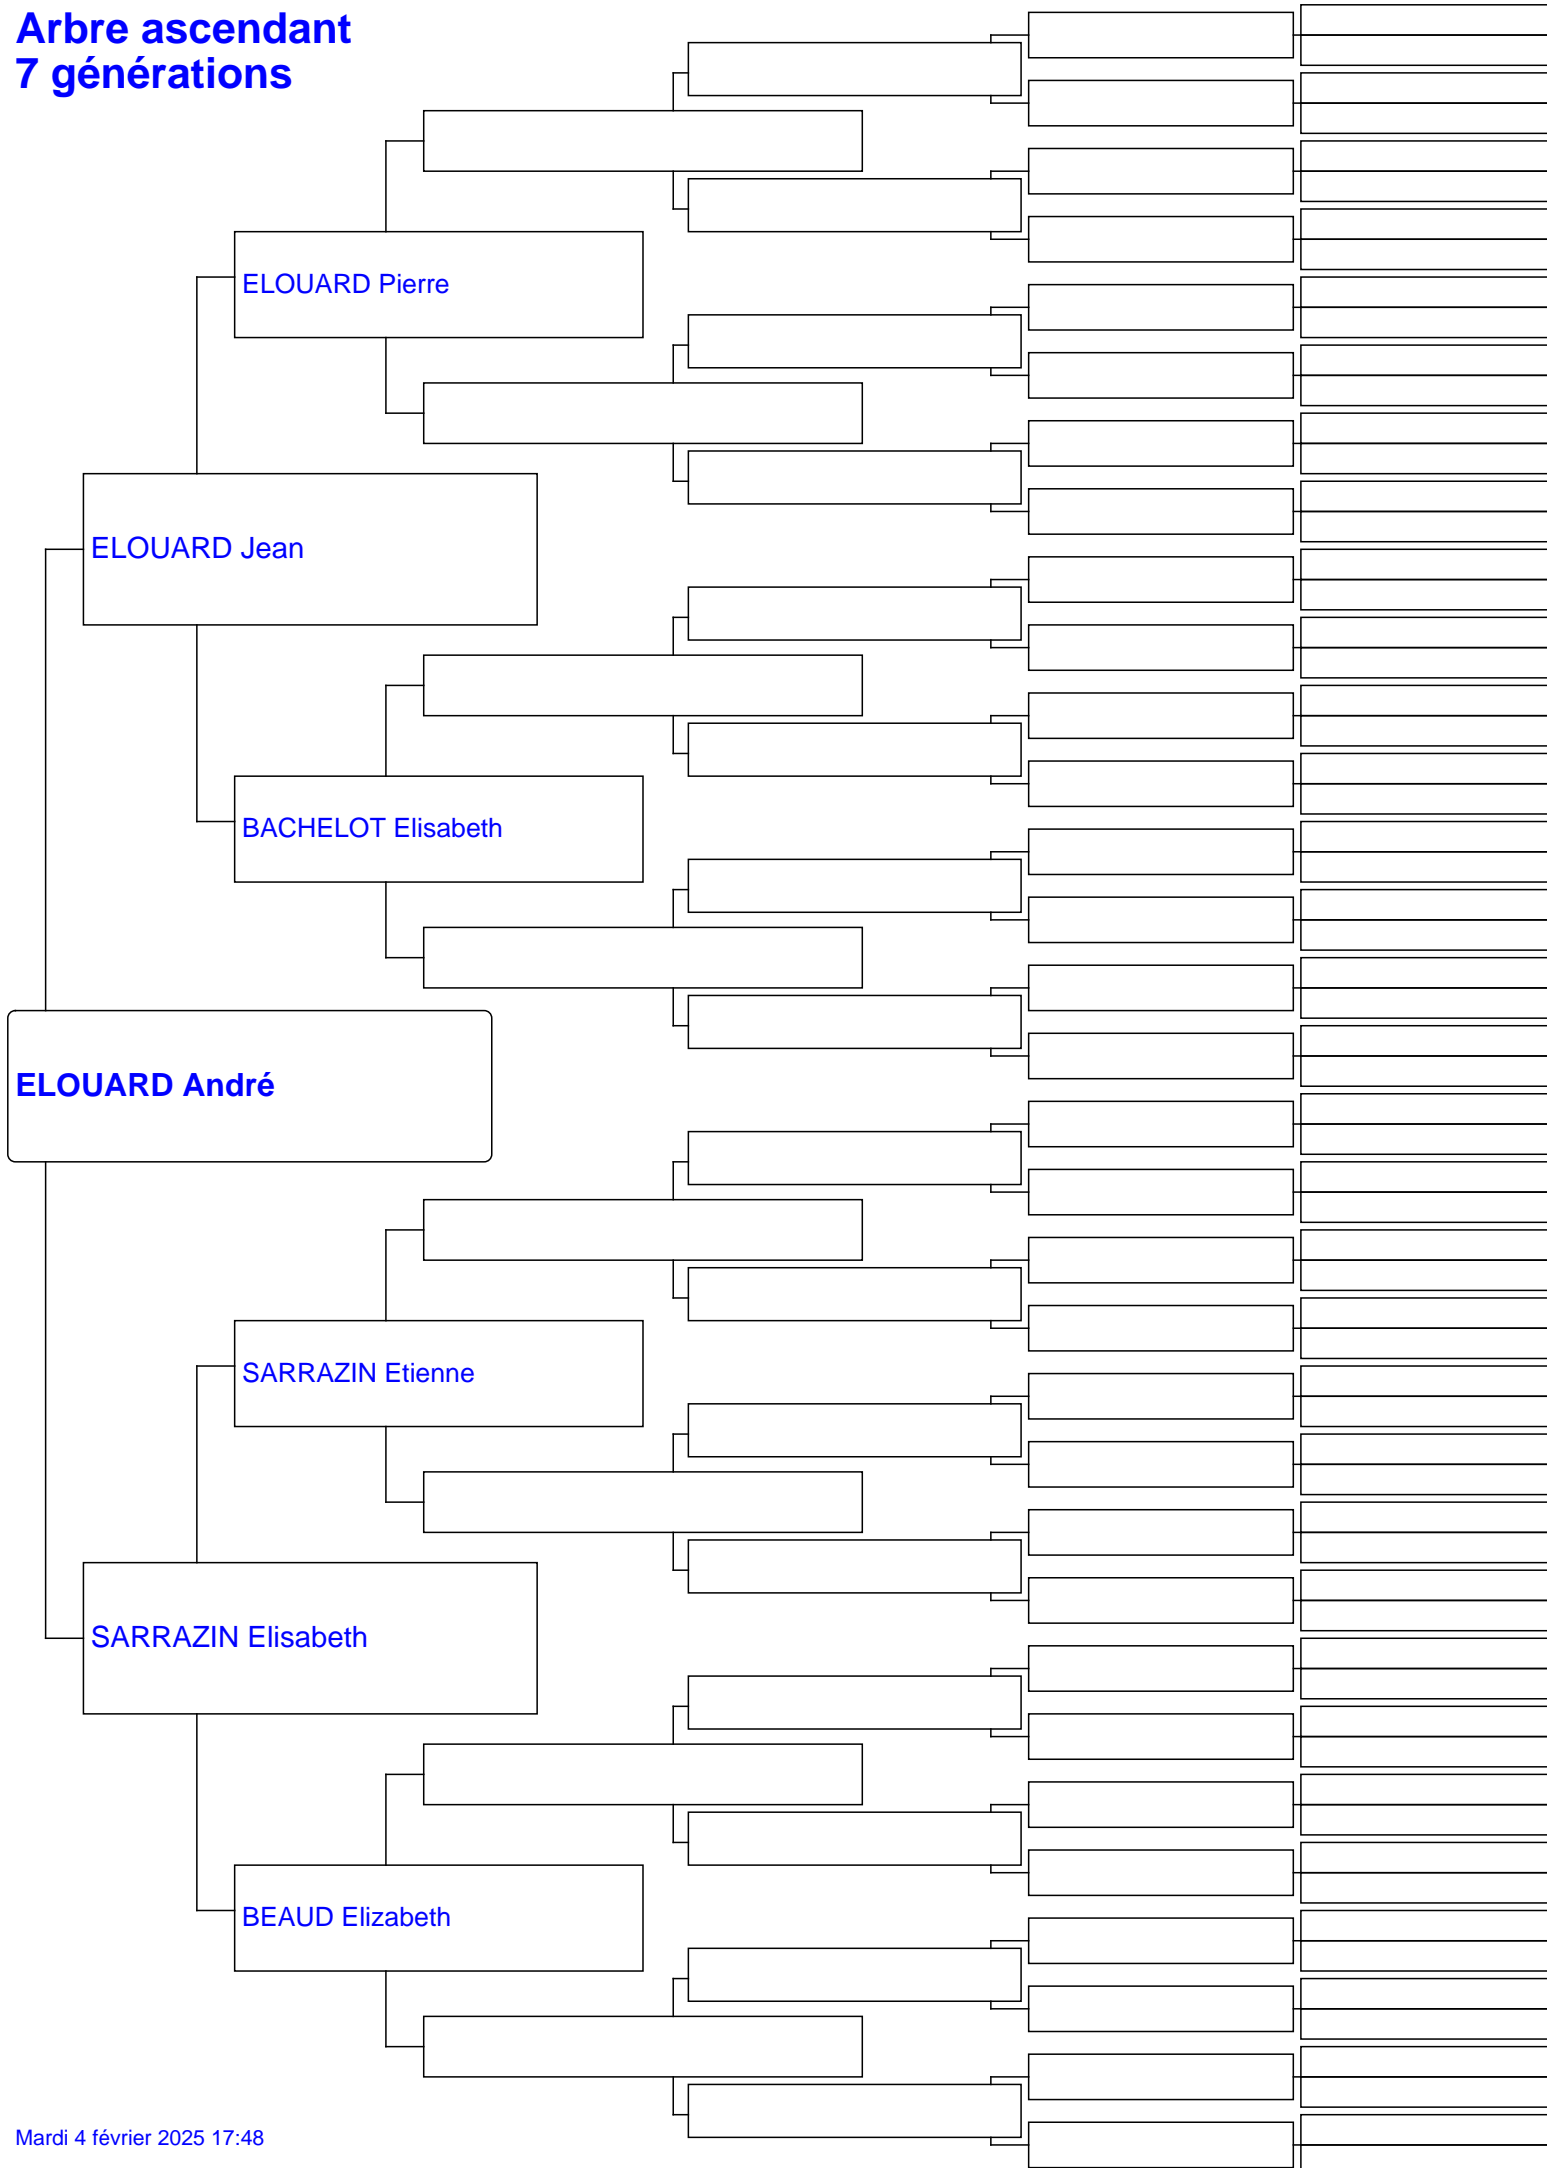 Arbre ascendant
7 générations
ELOUARD Pierre
ELOUARD Jean
BACHELOT Elisabeth
ELOUARD André
SARRAZIN Etienne
SARRAZIN Elisabeth
BEAUD Elizabeth
Mardi 4 février 2025 17:48